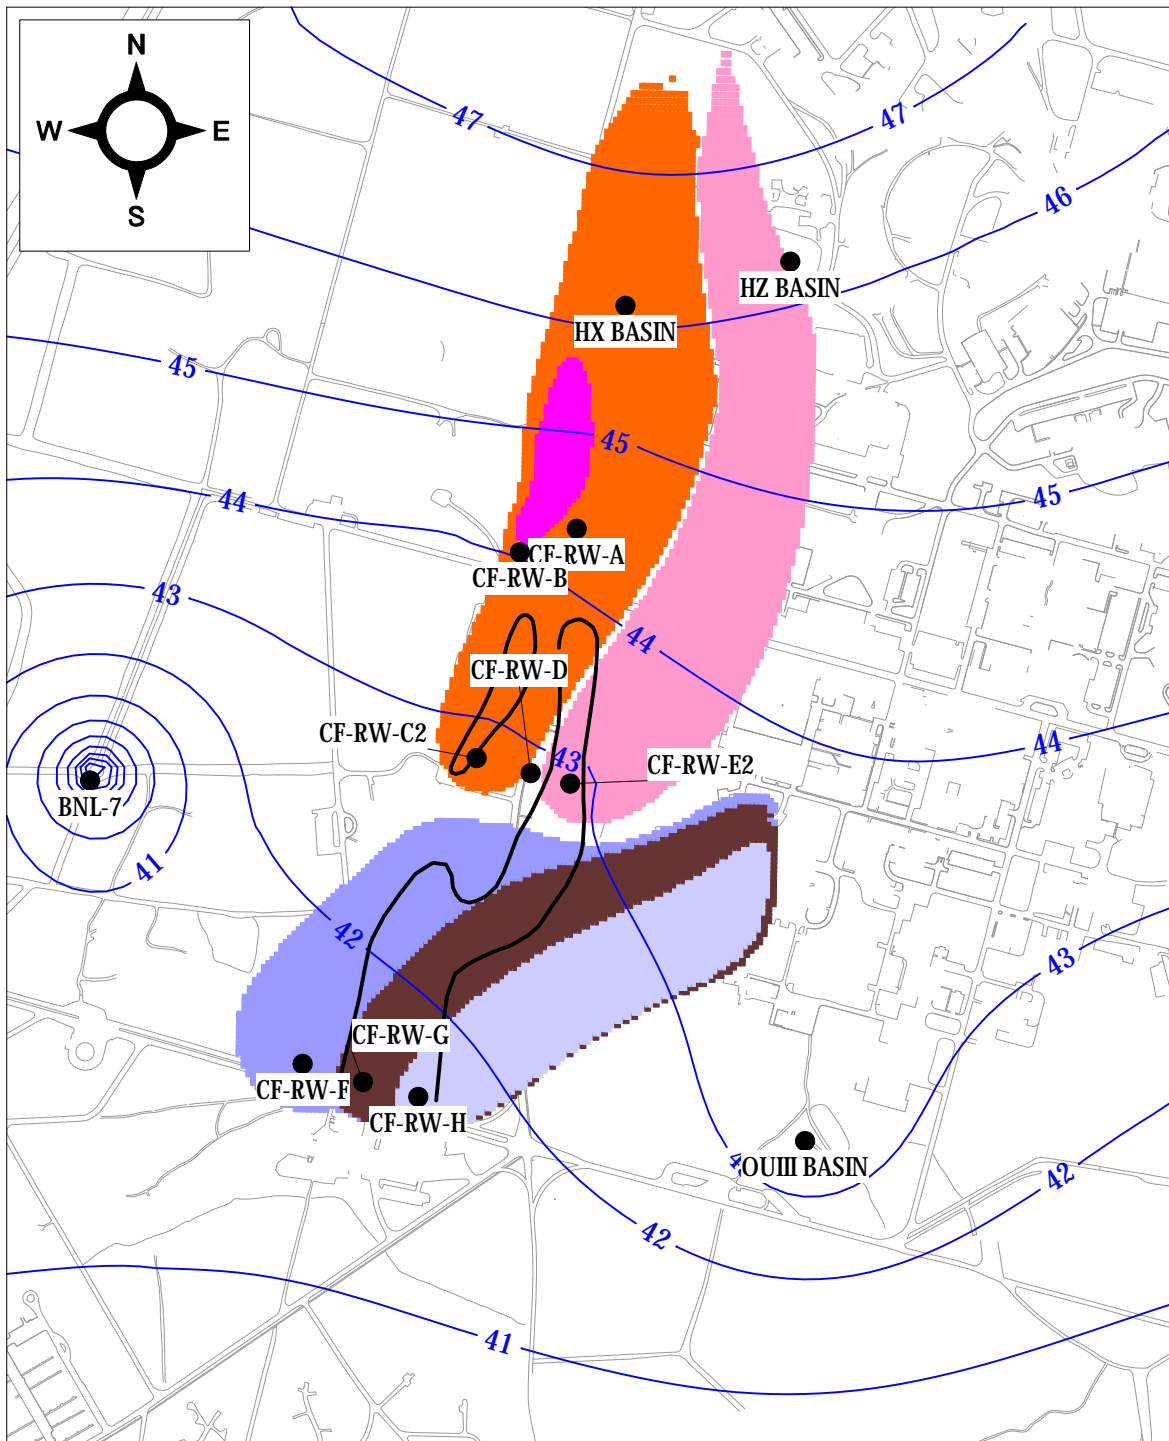 N
W E
S
47
47
46
HZ BASIN
HX BASIN
45
45
45
44
CF-RW-A
CF-RW-B
43
44
CF-RW-D
CF-RW-C2
44
43
CF-RW-E2
BNL-7
41
42
43
CF-RW-G
CF-RW-F
CF-RW-H
OUIII BASIN
42
42
41